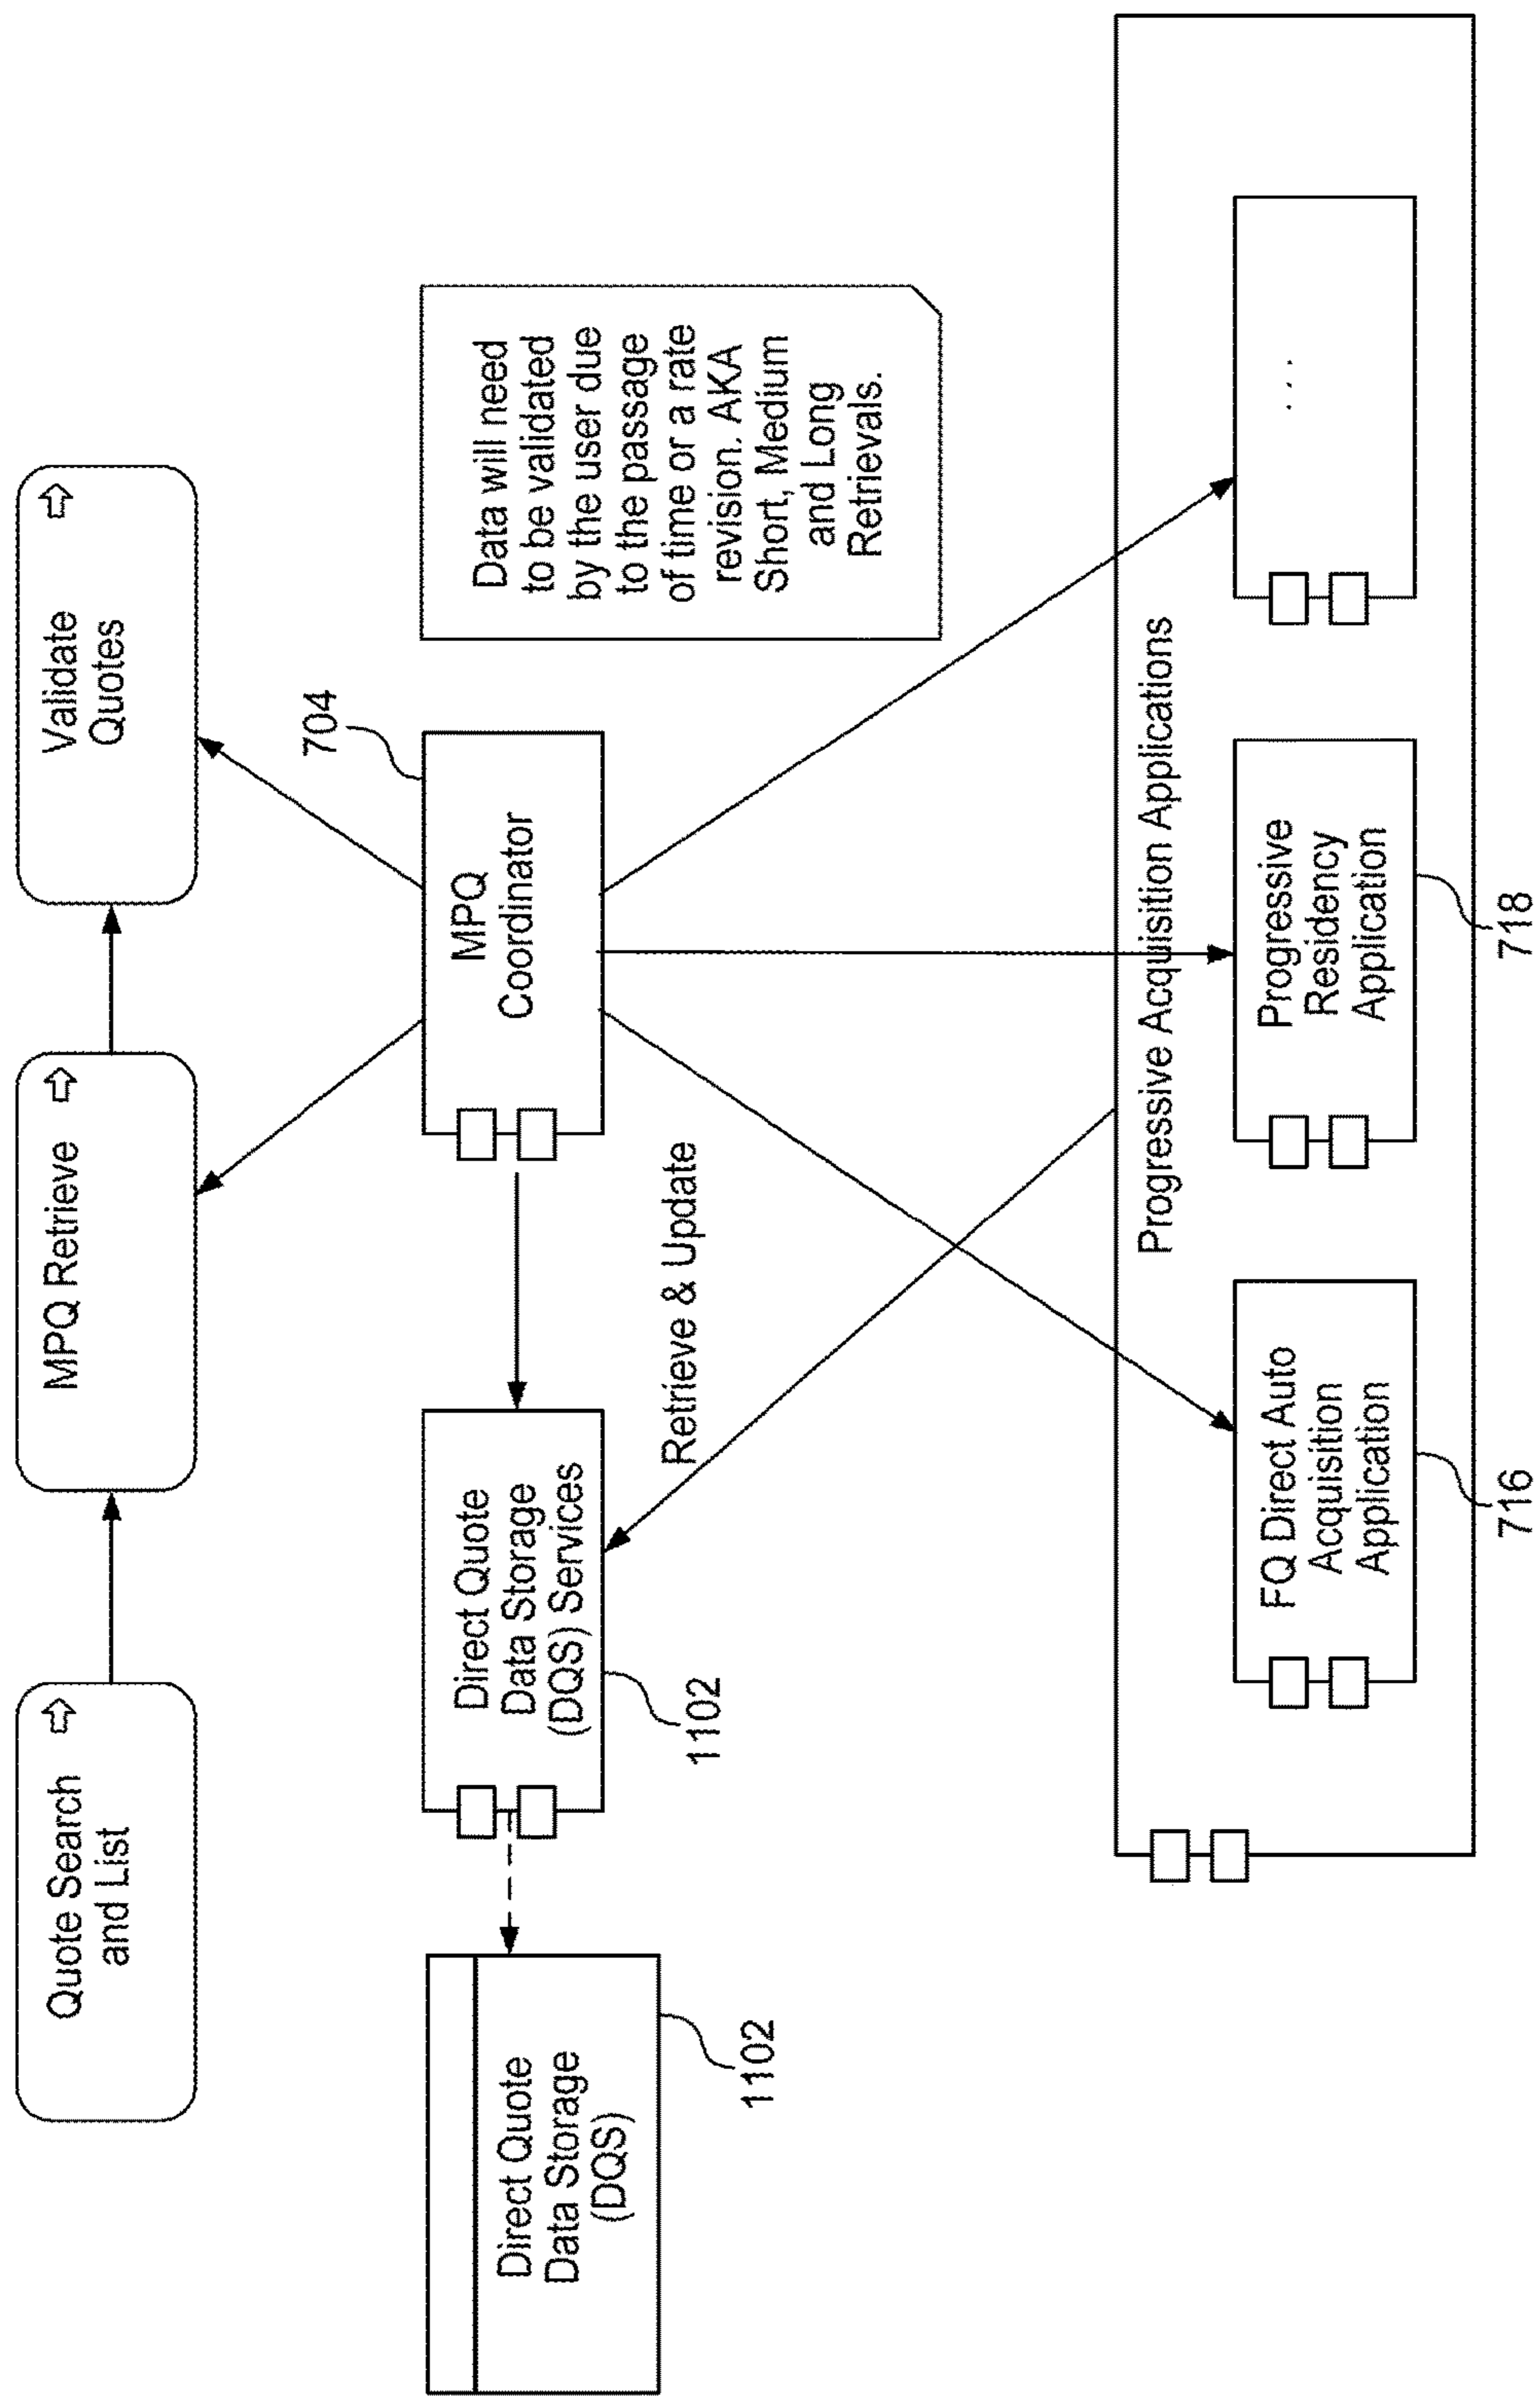 Quote Search
and List
MPQ Retrieve
Validate
Quotes
Direct Quote
Data Storage
(DQS)
1102
Direct Quote
Data Storage
(DQS) Services
1102
Retrieve & Update
MPQ
Coordinator
704
Data will need
to be validated
by the user due
to the passage
of time or a rate
revision. AKA
Short, Medium
and Long
Retrievals.
Progressive Acquisition Applications
FQ Direct Auto
Acquisition
Application
716
Progressive
Residency
Application
718
...